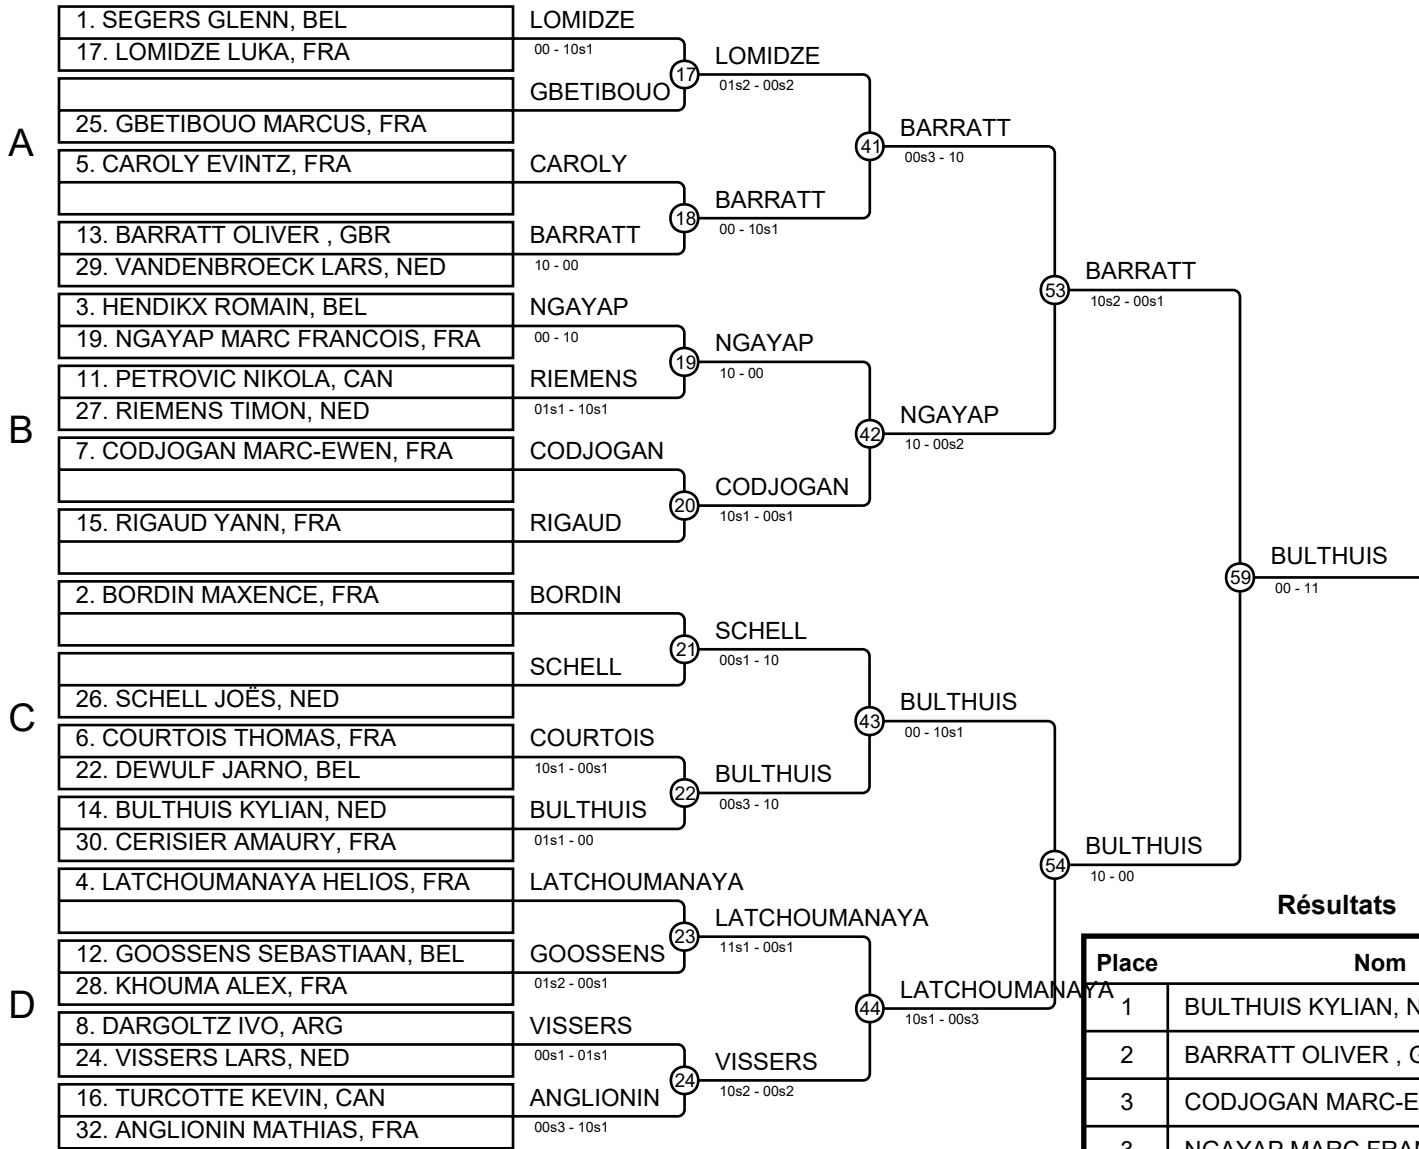 A
1. SEGERS GLENN, BEL
17. LOMIDZE LUKA, FRA
25. GBETIBOUO MARCUS, FRA
5. CAROLY EVINTZ, FRA
13. BARRATT OLIVER , GBR
29. VANDENBROECK LARS, NED
B
3. HENDIKX ROMAIN, BEL
19. NGAYAP MARC FRANCOIS, FRA
11. PETROVIC NIKOLA, CAN
27. RIEMENS TIMON, NED
7. CODJOGAN MARC-EWEN, FRA
15. RIGAUD YANN, FRA
C
2. BORDIN MAXENCE, FRA
26. SCHELL JOËS, NED
6. COURTOIS THOMAS, FRA
22. DEWULF JARNO, BEL
14. BULTHUIS KYLIAN, NED
30. CERISIER AMAURY, FRA
D
4. LATCHOUMANAYA HELIOS, FRA
12. GOOSSENS SEBASTIAAN, BEL
28. KHOUMA ALEX, FRA
8. DARGOLTZ IVO, ARG
24. VISSERS LARS, NED
16. TURCOTTE KEVIN, CAN
32. ANGLIONIN MATHIAS, FRA
LOMIDZE
00 - 10s1
GBETIBOUO
CAROLY
BARRATT
10 - 00
NGAYAP
00 - 10
RIEMENS
01s1 - 10s1
CODJOGAN
RIGAUD
BORDIN
SCHELL
COURTOIS
10s1 - 00s1
BULTHUIS
01s1 - 00
LATCHOUMANAYA
GOOSSENS
01s2 - 00s1
VISSERS
00s1 - 01s1
ANGLIONIN
00s3 - 10s1
17
LOMIDZE
01s2 - 00s2
18
BARRATT
00 - 10s1
19
NGAYAP
10 - 00
20
CODJOGAN
10s1 - 00s1
21
SCHELL
00s1 - 10
22
BULTHUIS
00s3 - 10
23
LATCHOUMANAYA
11s1 - 00s1
24
VISSERS
10s2 - 00s2
41
BARRATT
00s3 - 10
42
NGAYAP
10 - 00s2
43
BULTHUIS
00 - 10s1
44
LATCHOUMANAYA
10s1 - 00s3
53
BARRATT
10s2 - 00s1
54
BULTHUIS
10 - 00
59
BULTHUIS
00 - 11
Résultats
Place Nom
1 BULTHUIS KYLIAN, N
2 BARRATT OLIVER , G
3 CODJOGAN MARC-E
3 NGAYAP MARC FRAN